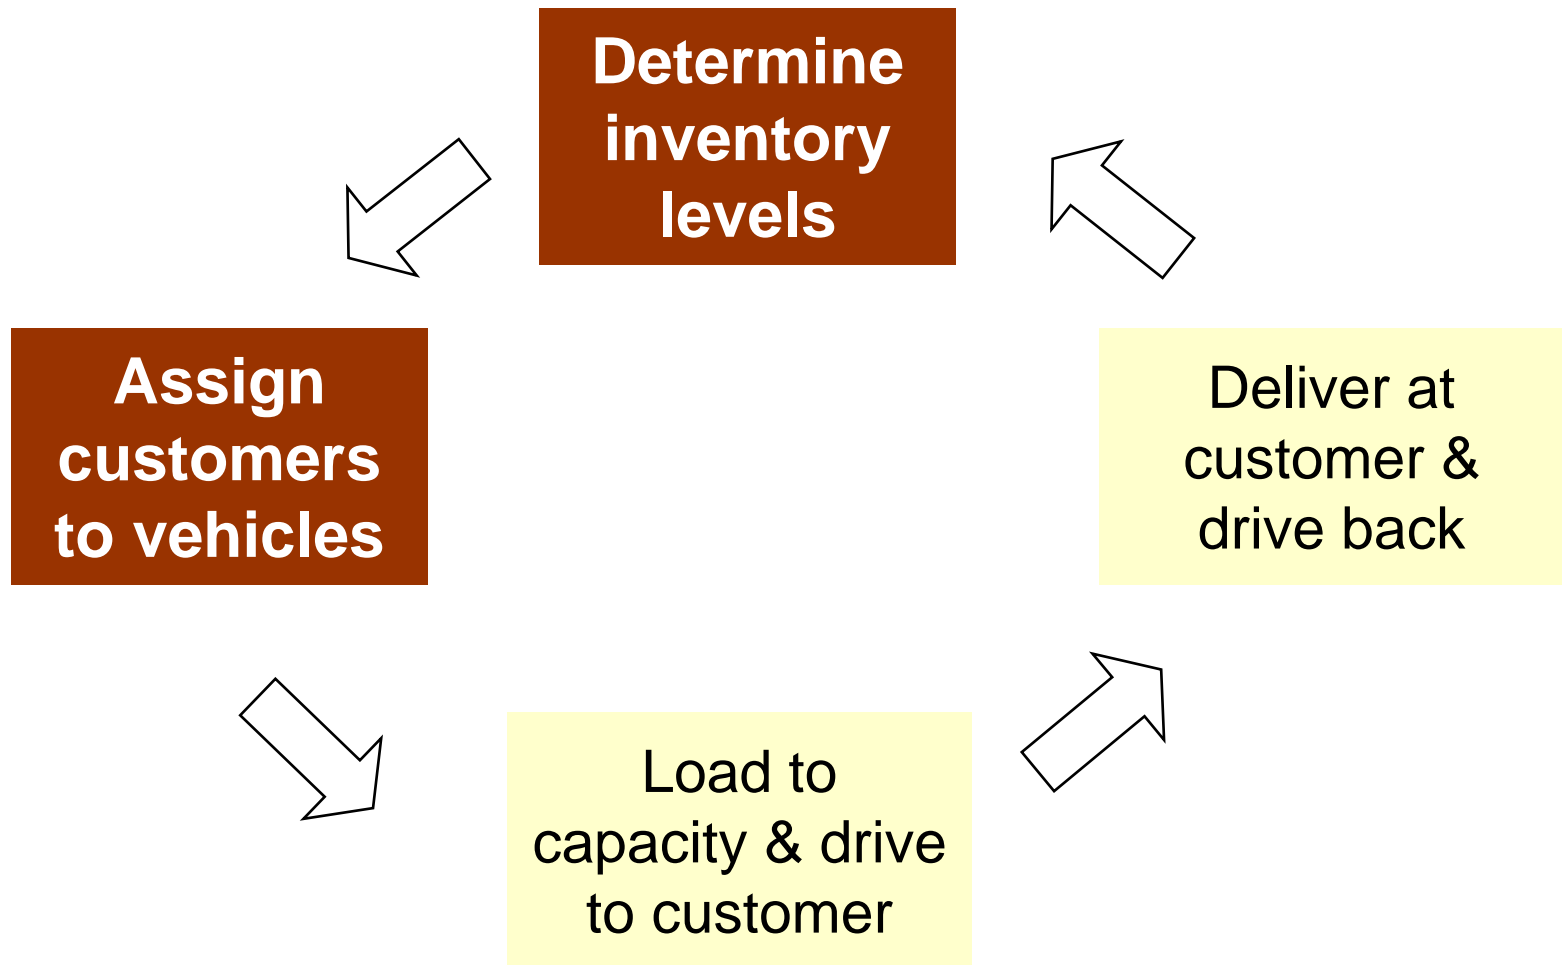 Determine
inventory
levels
Assign
customers
to vehicles
Deliver at
customer &
drive back
Load to
capacity & drive
to customer